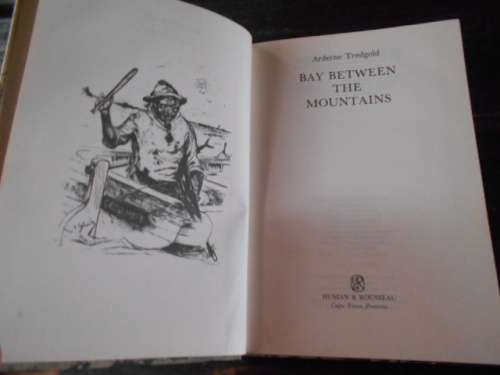 Arderne Tredgold
BAY BETWEEN
THE
MOUNTAINS
HUMAN & ROUSSEAU
Cape Town, Pretoria